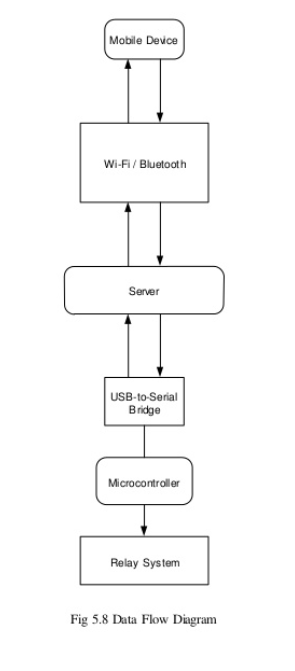 Mobile Device
Wi-Fi / Bluetooth
Server
USB-to-Serial
Bridge
Microcontroller
Relay System
Fig 5.8 Data Flow Diagram